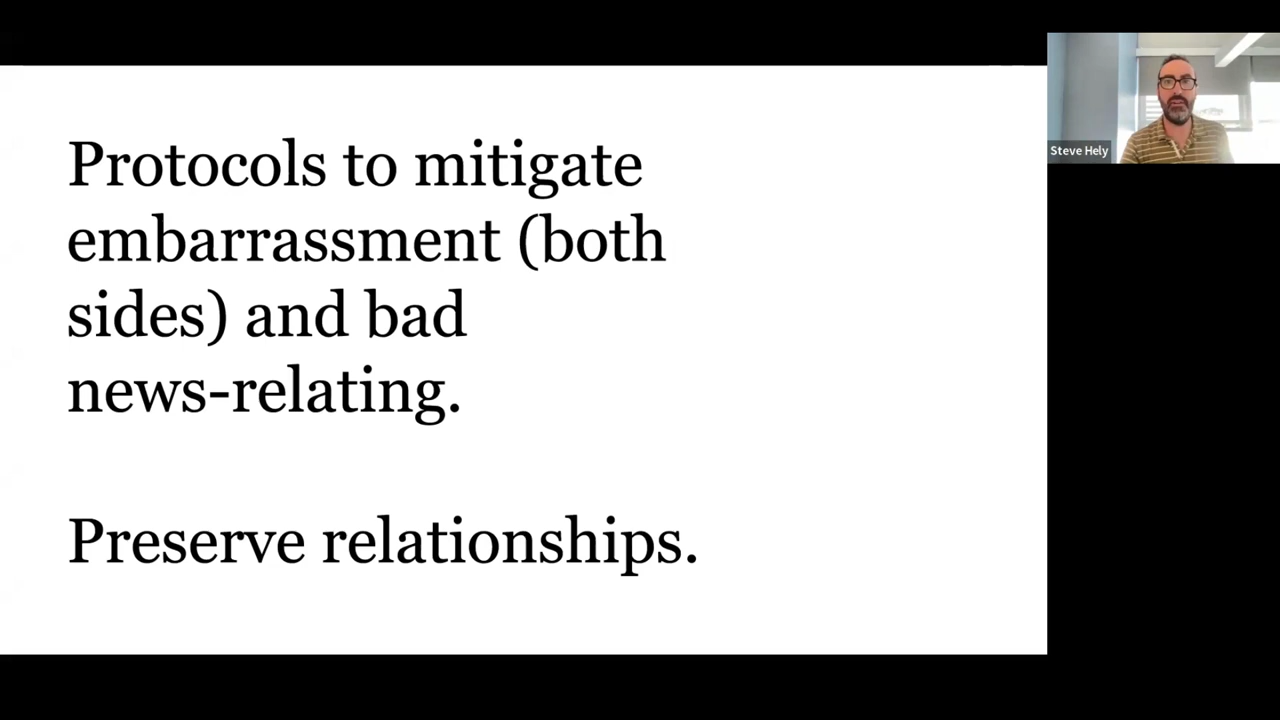 Protocols to mitigate
embarrassment (both
sides) and bad
news-relating.
Preserve relationships.
Steve Hely